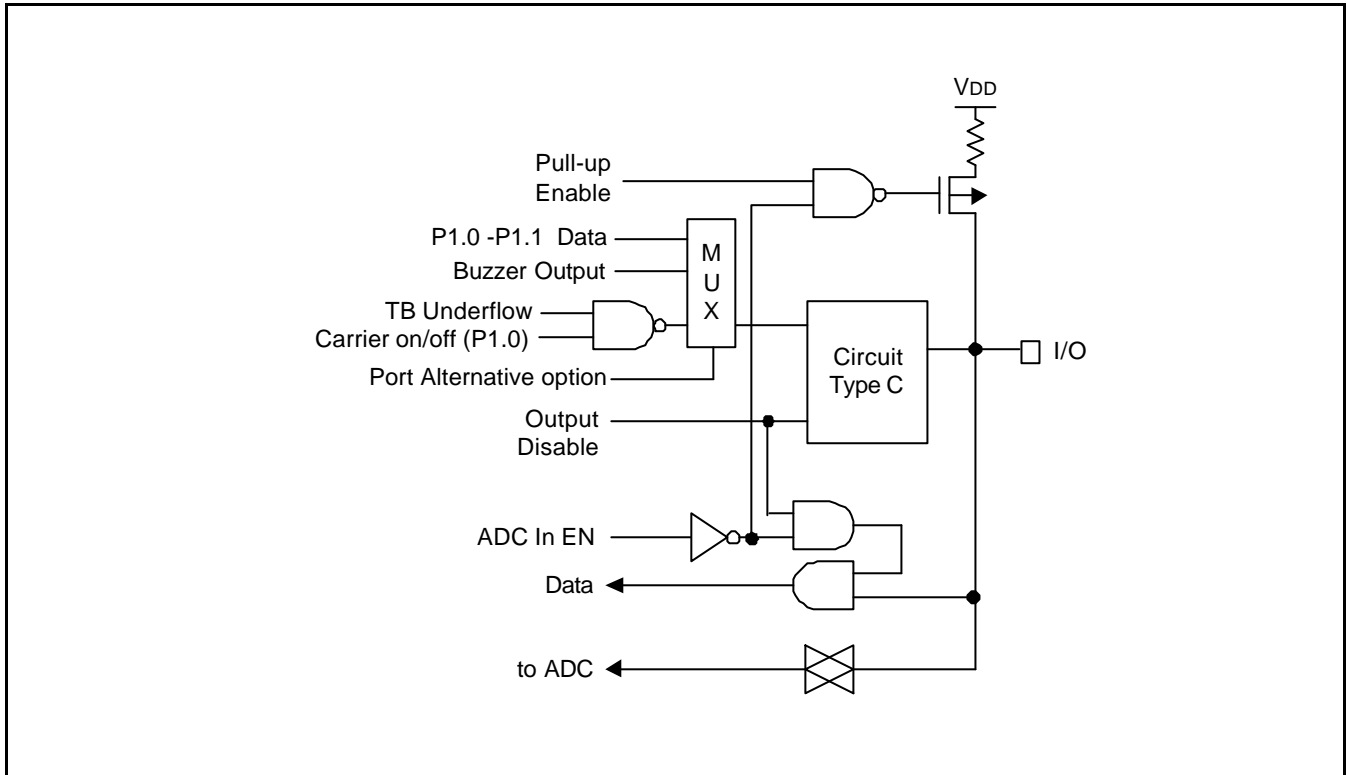 VDD
Pull-up
Enable
P1.0 -P1.1 Data
Buzzer Output
TB Underflow
Carrier on/off (P1.0)
Port Alternative option
Output
Disable
ADC In EN
Data
to ADC
M
U
X
Circuit
Type C
I/O